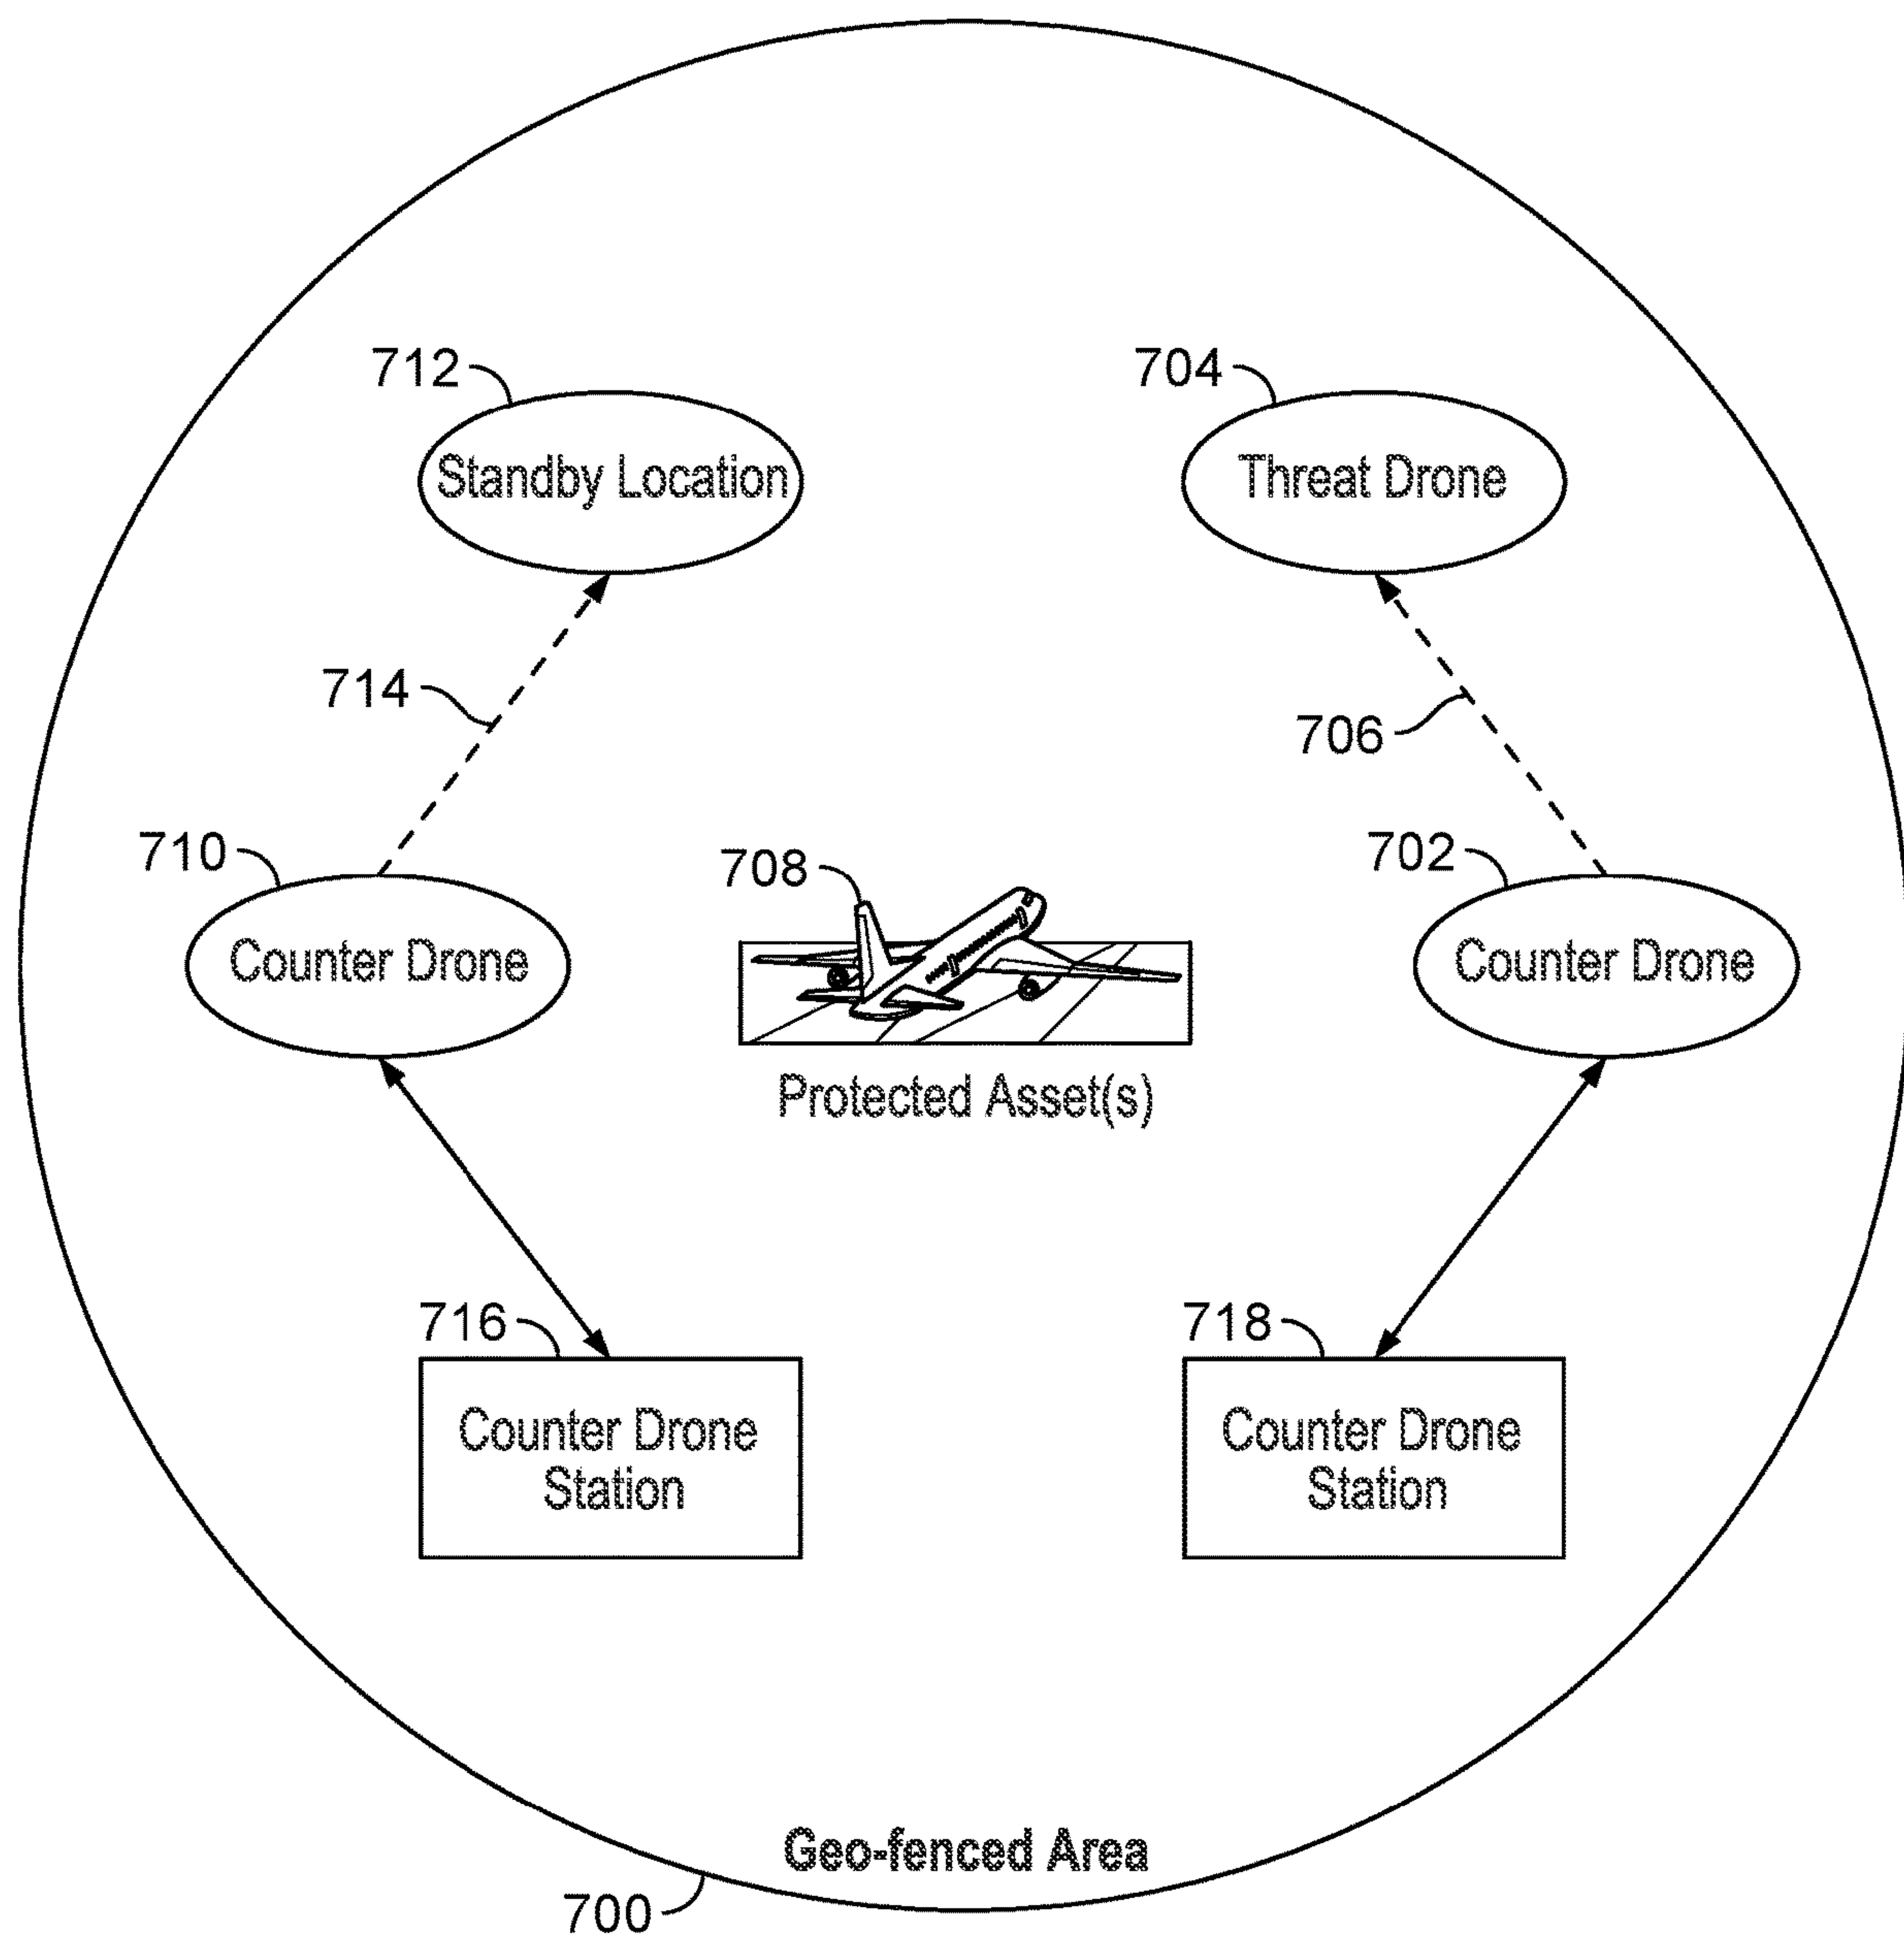 712
704
Standby Location
Threat Drone
714
706
710
708
702
Counter Drone
Counter Drone
Protected Asset(s)
716
718
Counter Drone
Station
Counter Drone
Station
Geo-fenced Area
700